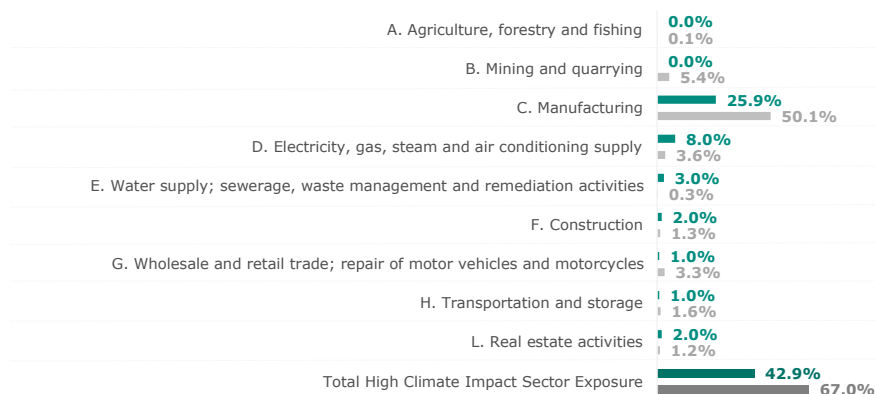 A. Agriculture, forestry and fishing
0.0%
0.1%
B. Mining and quarrying
0.0%
5.4%
C. Manufacturing
25.9%
50.1%
D. Electricity, gas, steam and air conditioning supply
8.0%
3.6%
E. Water supply; sewerage, waste management and remediation activities
3.0%
0.3%
F. Construction
2.0%
1.3%
G. Wholesale and retail trade; repair of motor vehicles and motorcycles
1.0%
3.3%
H. Transportation and storage
1.0%
1.6%
L. Real estate activities
2.0%
1.2%
Total High Climate Impact Sector Exposure
42.9%
67.0%